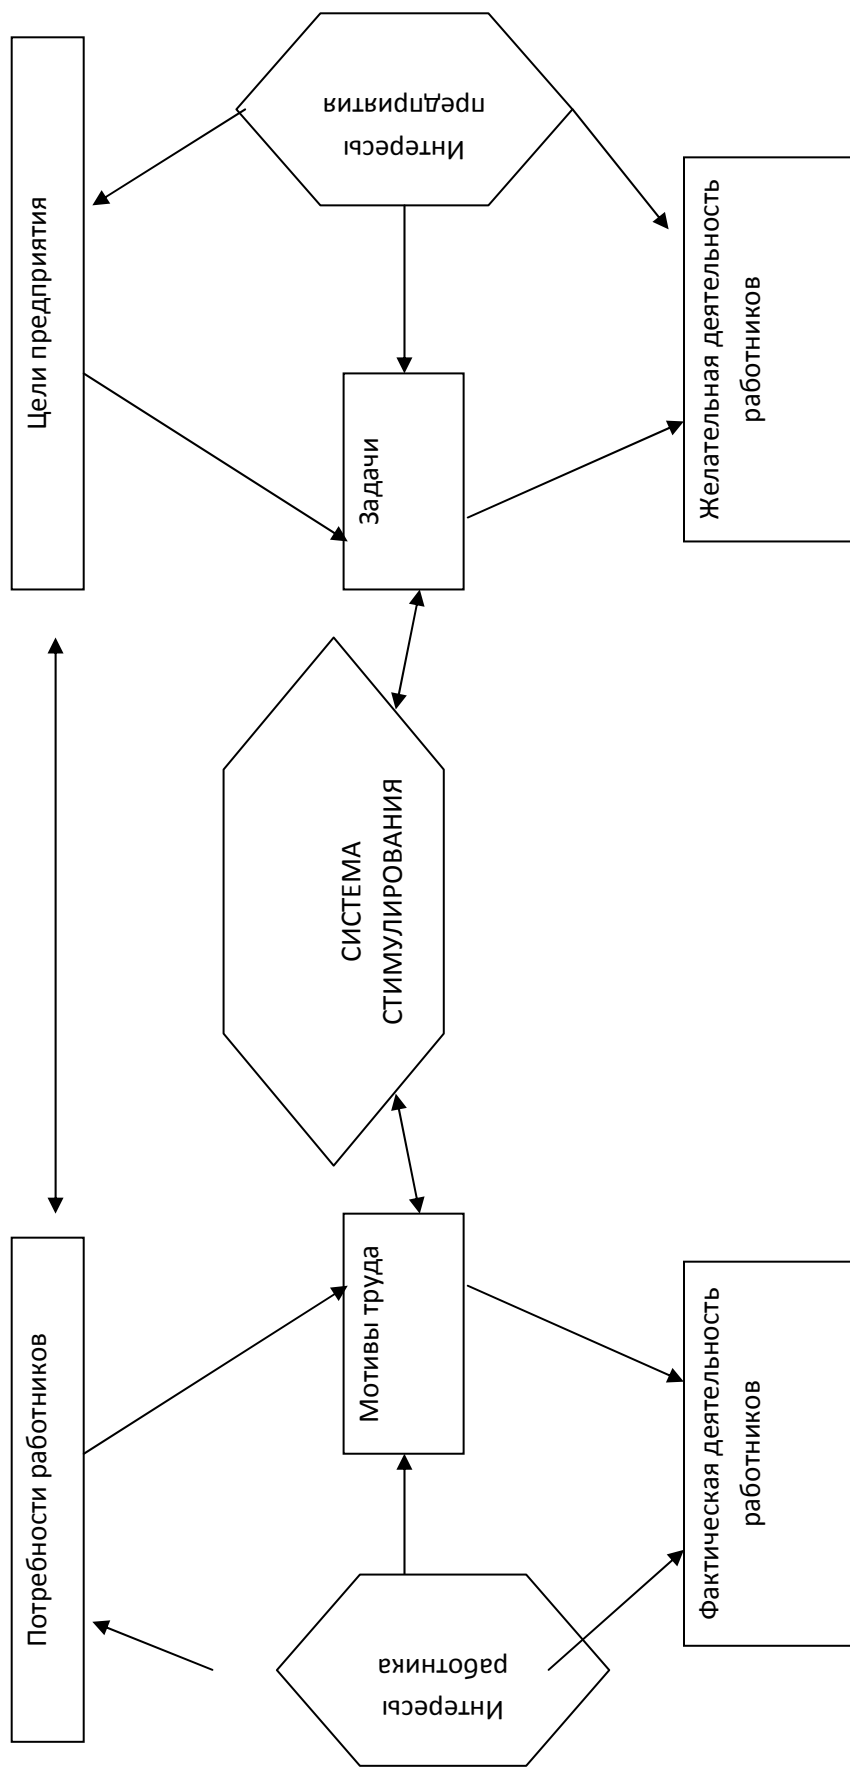 Потребности работников
Цели предприятия
Интересы
работника
Мотивы труда
СИСТЕМА
СТИМУЛИРОВАНИЯ
Задачи
Интересы
предприятия
Фактическая деятельность
работников
Желательная деятельность
работников